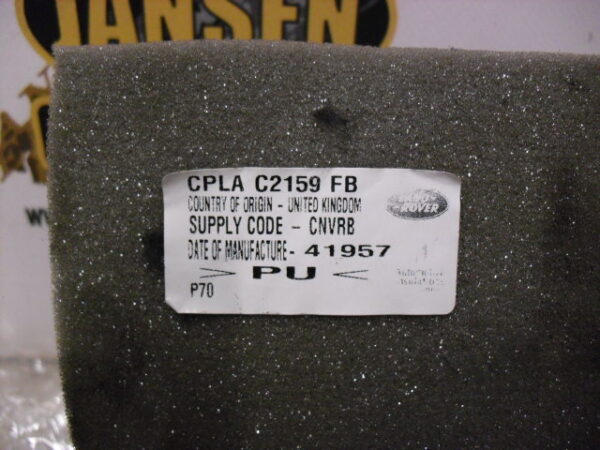 JANSEN
CPLA C2159 FB
COUNTRY OF ORIGIN - UNITED KINGDOM
SUPPLY CODE - CNVRB
DATE OF MANUFACTURE- 41957
> PU <
P70
ROVER